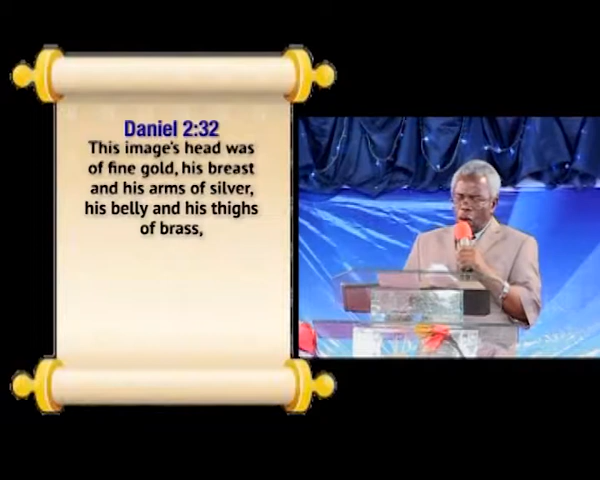 Daniel 2:32
This image's head was
of fine gold, his breast
and his arms of silver,
his belly and his thighs
of brass,